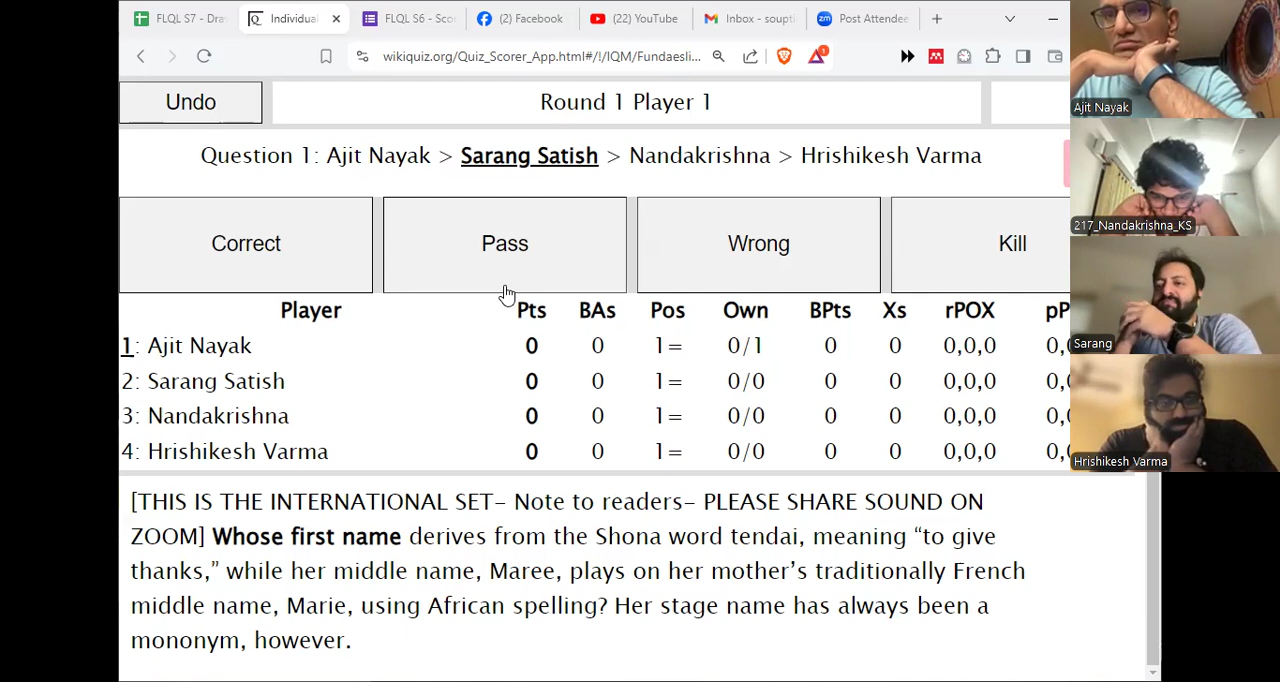 FLQL S7 - Dra
Individual
FLQL S6 - Sco
(2) Facebook
(22) YouTube
Inbox - soupti
Post Attendee
wikiquiz.org/Quiz_Scorer_App.html#/!/IQM/Fundaesli...
Undo
Round 1 Player 1
Question 1: Ajit Nayak > Sarang Satish > Nandakrishna > Hrishikesh Varma
Correct Pass Wrong Kill
Player Pts BAs Pos Own BPts Xs rPOX pP
1: Ajit Nayak 0 0 1= 0/1 0 0 0,0,0 0,
2: Sarang Satish 0 0 1= 0/0 0 0 0,0,0 0,
3: Nandakrishna 0 0 1= 0/0 0 0 0,0,0 0,
4: Hrishikesh Varma 0 0 1= 0/0 0 0 0,0,0 0,
[THIS IS THE INTERNATIONAL SET- Note to readers- PLEASE SHARE SOUND ON
ZOOM] Whose first name derives from the Shona word tendai, meaning “to give
thanks,” while her middle name, Maree, plays on her mother’s traditionally French
middle name, Marie, using African spelling? Her stage name has always been a
mononym, however.
Ajit Nayak
217_Nandakrishna_KS
Sarang
Hrishikesh Varma